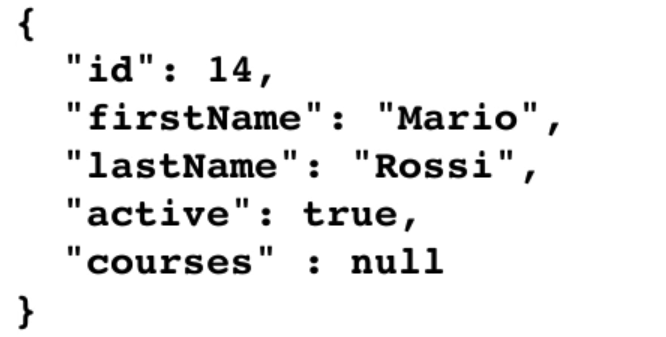 {
  "id": 14,
  "firstName": "Mario",
  "lastName": "Rossi",
  "active": true,
  "courses" : null
}